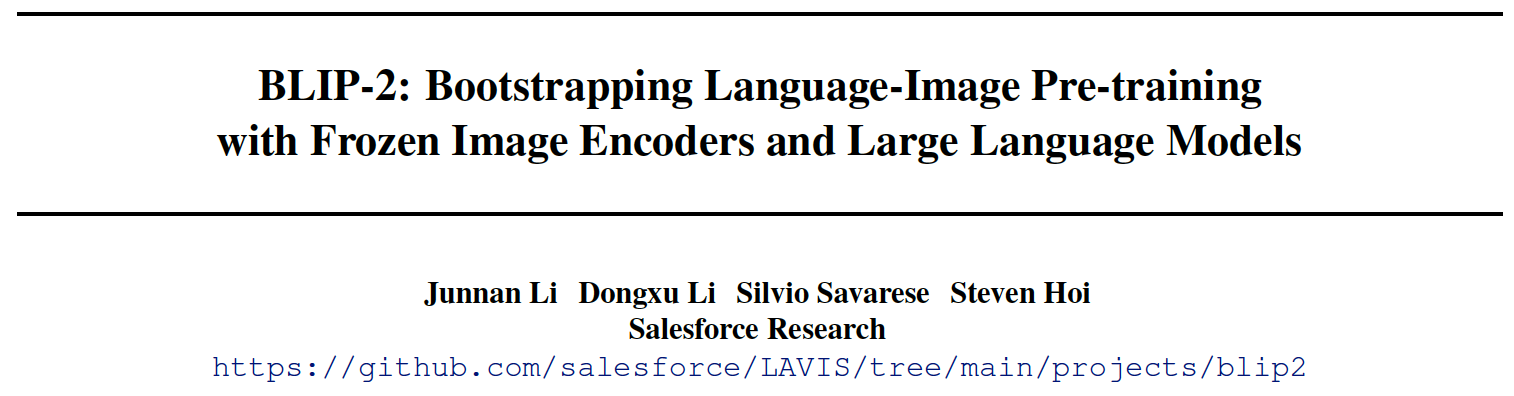 BLIP-2: Bootstrapping Language-Image Pre-training
with Frozen Image Encoders and Large Language Models
Junnan Li Dongxu Li Silvio Savarese Steven Hoi
Salesforce Research
https://github.com/salesforce/LAVIS/tree/main/projects/blip2